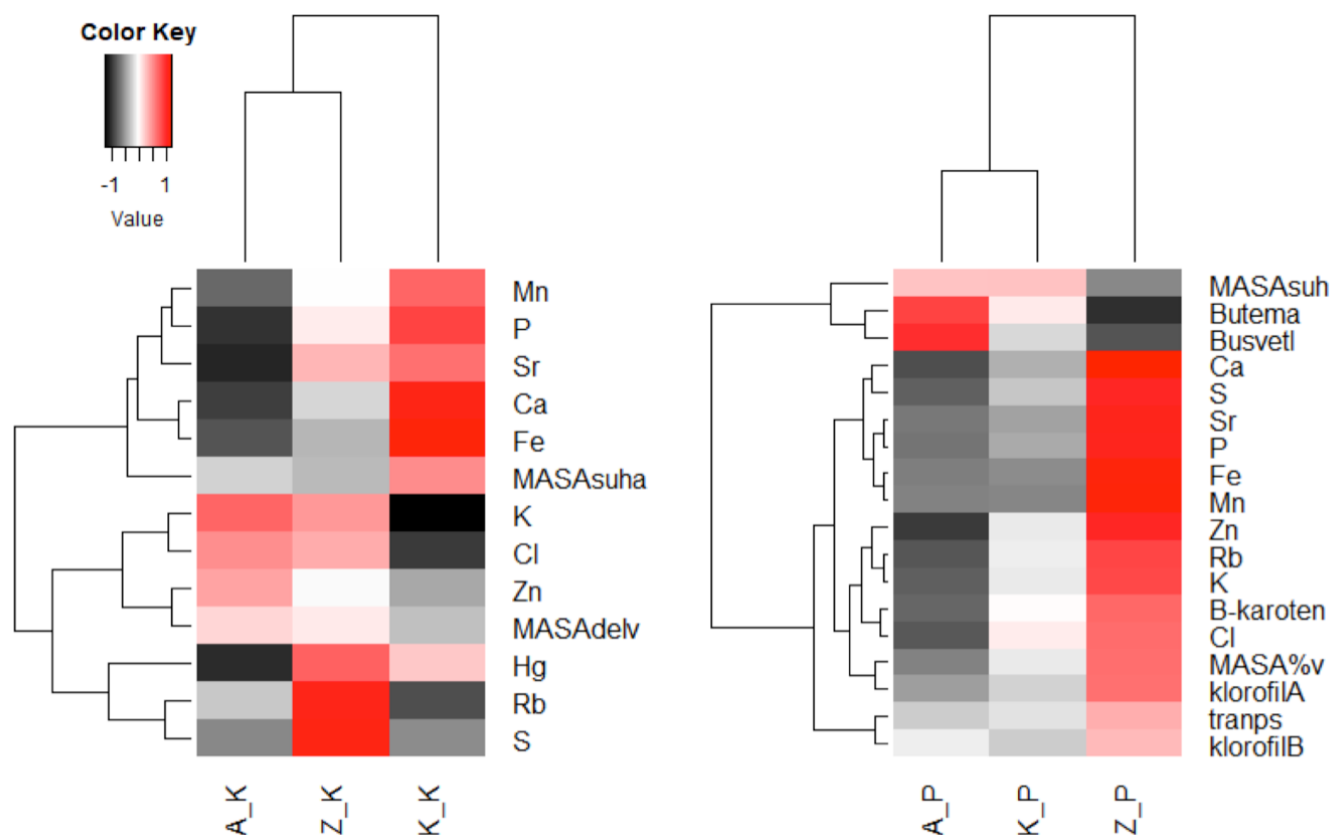 Color Key
-1 1
Value
Mn
P
Sr
Ca
Fe
MASAsuha
K
Cl
Zn
MASAdelv
Hg
Rb
S
A_K
Z_K
K_K
MASAsuh
Butema
Busvetl
Ca
S
Sr
P
Fe
Mn
Zn
Rb
K
B-karoten
Cl
MASA%v
klorofilA
tranps
klorofilB
A_P
K_P
Z_P